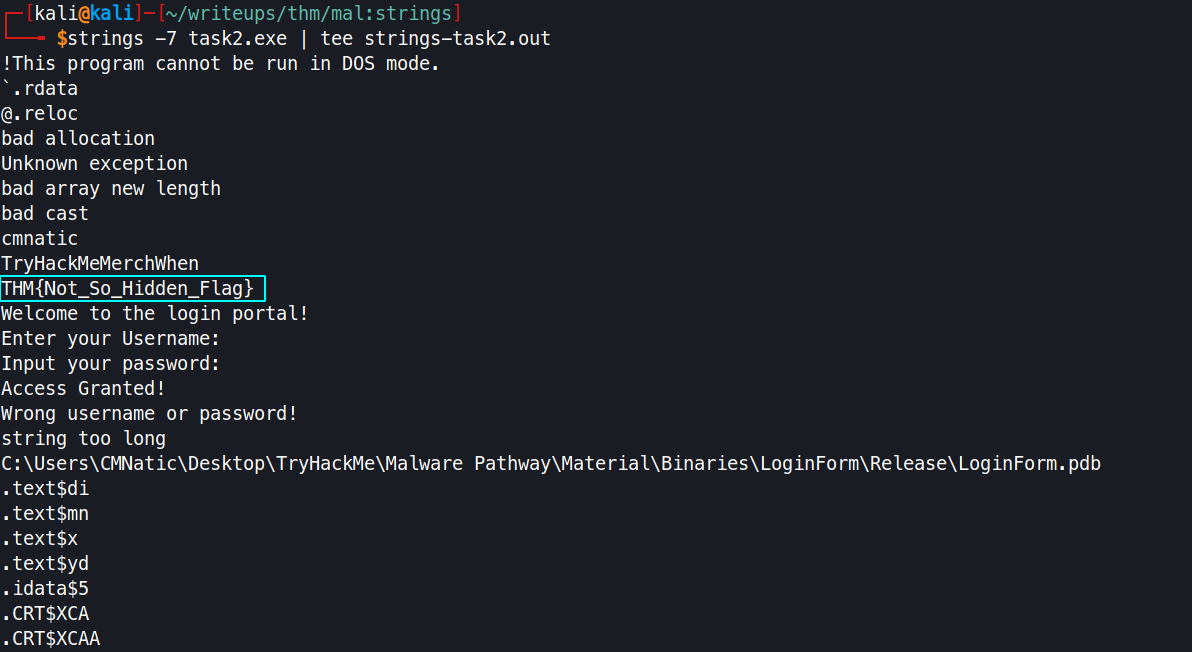 [kali@kali]-[~/writeups/thm/mal:strings]
$strings -7 task2.exe | tee strings-task2.out
!This program cannot be run in DOS mode.
`.rdata
@.reloc
bad allocation
Unknown exception
bad array new length
bad cast
cmnatic
TryHackMeMerchWhen
THM{Not_So_Hidden_Flag}
Welcome to the login portal!
Enter your Username:
Input your password:
Access Granted!
Wrong username or password!
string too long
C:\Users\CMNatic\Desktop\TryHackMe\Malware Pathway\Material\Binaries\LoginForm\Release\LoginForm.pdb
.text$di
.text$mn
.text$x
.text$yd
.idata$5
.CRT$XCA
.CRT$XCAA